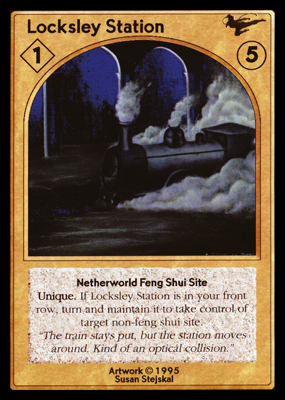 Locksley Station
1
5
Netherworld Feng Shui Site
Unique. If Locksley Station is in your front
row, turn and maintain it to take control of
target non-feng shui site
"The train stays put, but the station moves
around. Kind of an optical collision."
Artwork © 1995
Susan Stejskal